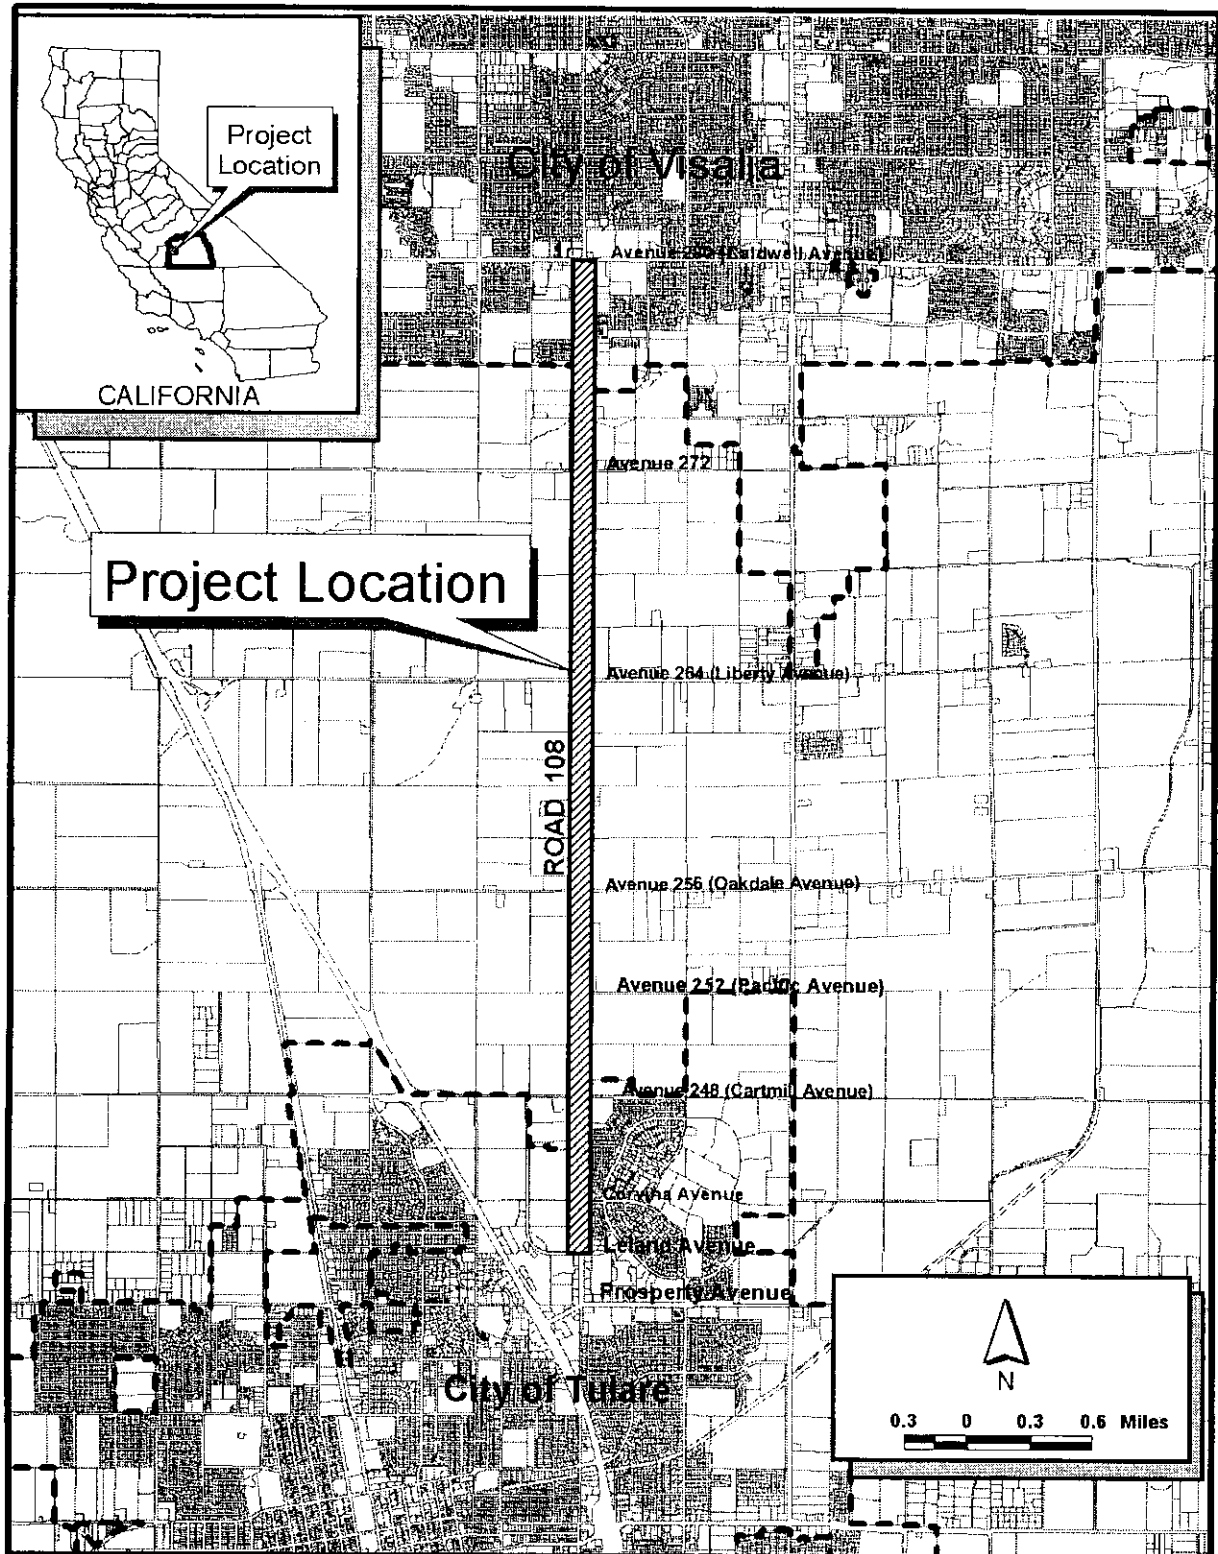 Project
Location
CALIFORNIA
City of Visalia
Avenue 280 (Caldwell Avenue)
Avenue 272
Project Location
Avenue 264 (Liberty Avenue)
ROAD 108
Avenue 256 (Oakdale Avenue)
Avenue 252 (Pacific Avenue)
Avenue 248 (Cartmill Avenue)
Corvina Avenue
Leland Avenue
Prosperty Avenue
City of Tulare
N
0.3 0 0.3 0.6 Miles